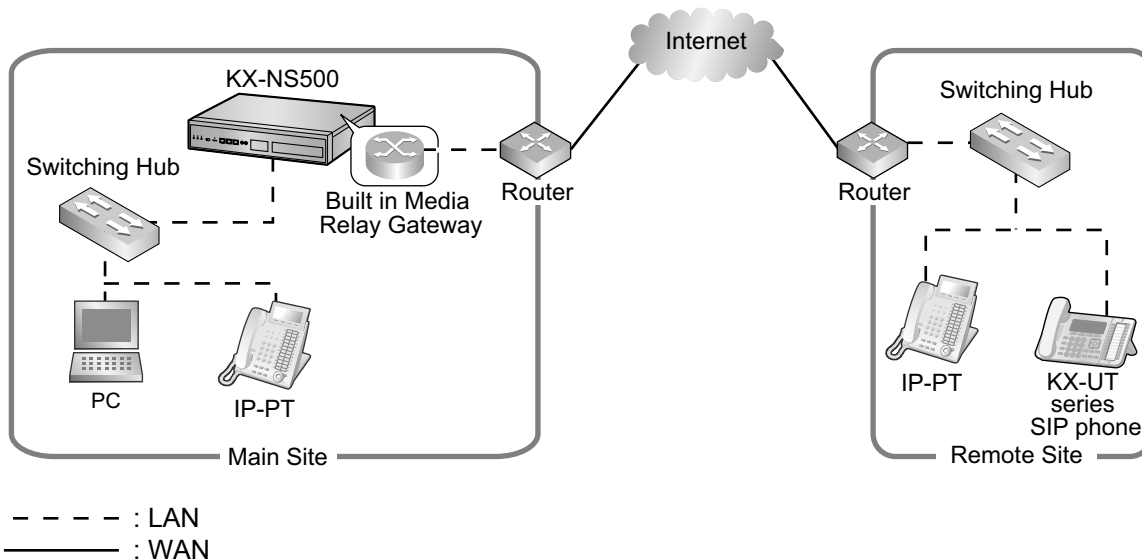 Internet
KX-NS500
Switching Hub
Built in Media
Relay Gateway
Router
PC
IP-PT
Main Site
Router
Switching Hub
IP-PT
KX-UT
series
SIP phone
Remote Site
: LAN
: WAN